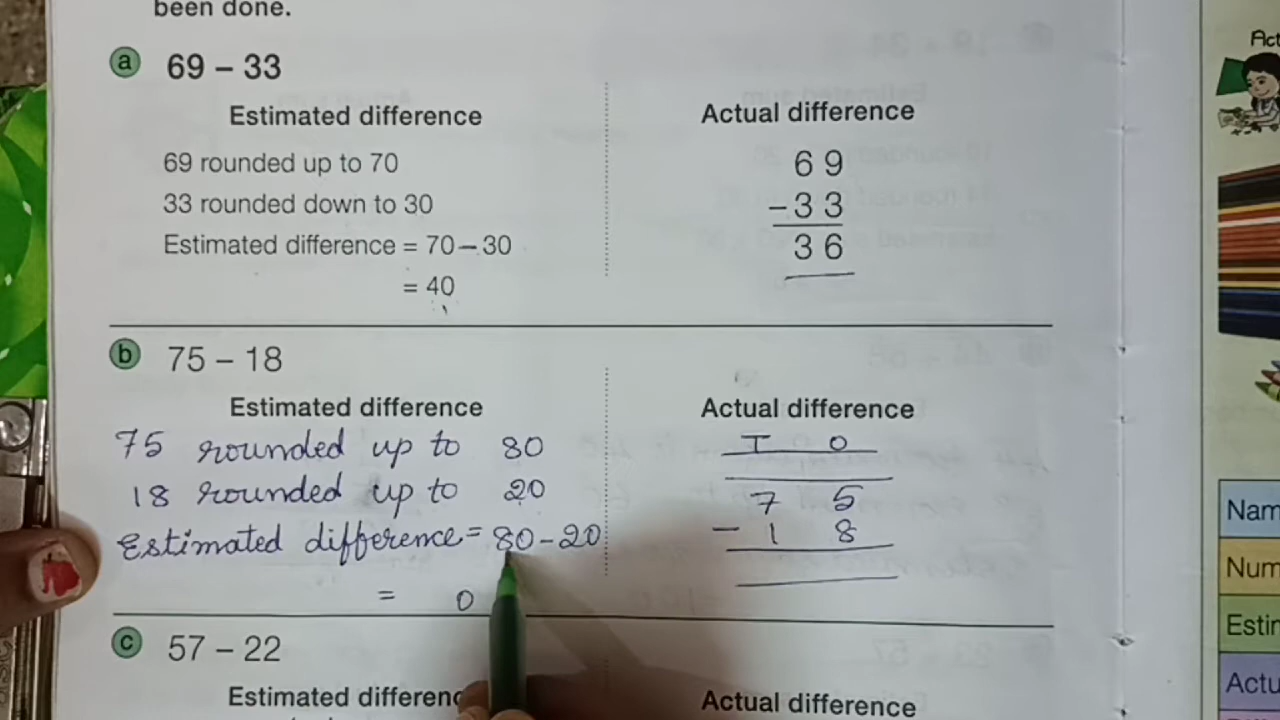 been done.
a 69 – 33
Estimated difference
69 rounded up to 70
33 rounded down to 30
Estimated difference = 70 – 30
= 40
Actual difference
6 9
– 3 3
3 6
b 75 – 18
Estimated difference
75 rounded up to 80
18 rounded up to 20
Estimated difference = 80 – 20
= 0
Actual difference
T O
7 5
– 1 8
c 57 – 22
Estimated
Actual difference
Act
Nam
Num
Estin
Actu